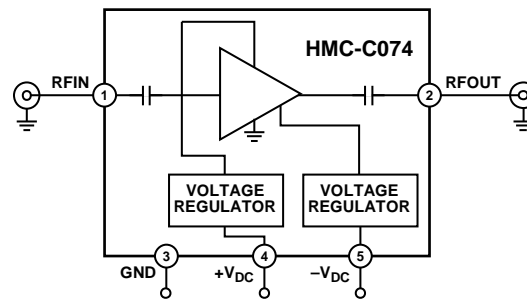 HMC-C074
RFIN
1
2
RFOUT
VOLTAGE
REGULATOR
VOLTAGE
REGULATOR
3
4
5
GND
+VDC
–VDC